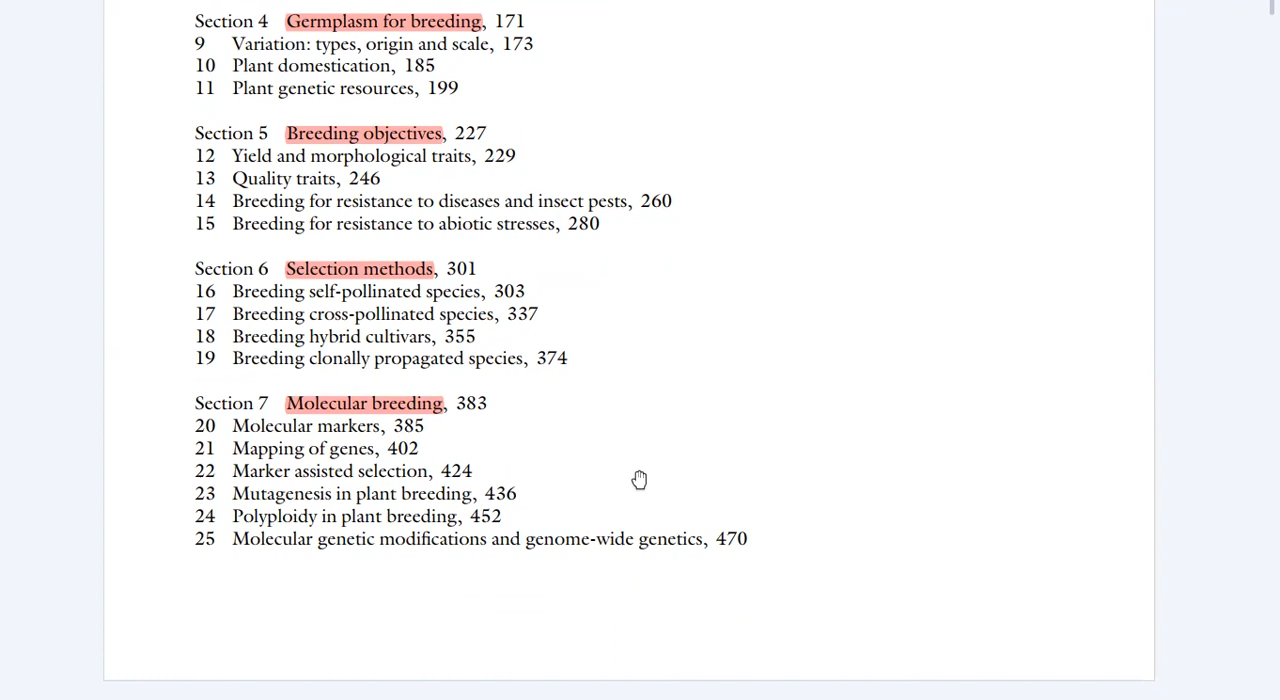 Section 4 Germplasm for breeding, 171
9 Variation: types, origin and scale, 173
10 Plant domestication, 185
11 Plant genetic resources, 199
Section 5 Breeding objectives, 227
12 Yield and morphological traits, 229
13 Quality traits, 246
14 Breeding for resistance to diseases and insect pests, 260
15 Breeding for resistance to abiotic stresses, 280
Section 6 Selection methods, 301
16 Breeding self-pollinated species, 303
17 Breeding cross-pollinated species, 337
18 Breeding hybrid cultivars, 355
19 Breeding clonally propagated species, 374
Section 7 Molecular breeding, 383
20 Molecular markers, 385
21 Mapping of genes, 402
22 Marker assisted selection, 424
23 Mutagenesis in plant breeding, 436
24 Polyploidy in plant breeding, 452
25 Molecular genetic modifications and genome-wide genetics, 470